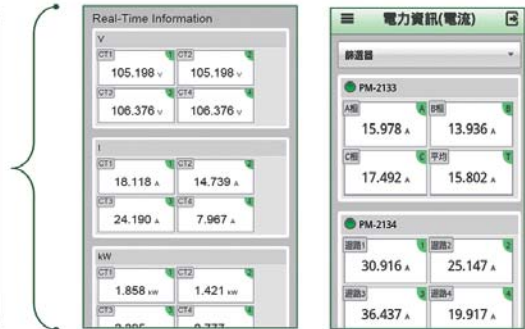 Real-Time Information
V
CT1 1 CT2 2
105.198 v 105.198 v
CT3 3 CT4 4
106.376 v 106.376 v
I
CT1 1 CT2 2
18.118 A 14.739 A
CT3 3 CT4 4
24.190 A 7.967 A
kW
CT1 1 CT2 2
1.858 kW 1.421 kW
CT3 3 CT4 4
電力資訊(電流)
篩選器
PM-2133
A相 A B相 B
15.978 A 13.936 A
C相 C 平均 T
17.492 A 15.802 A
PM-2134
迴路1 1 迴路2 2
30.916 A 25.147 A
迴路3 3 迴路4 4
36.437 A 19.917 A